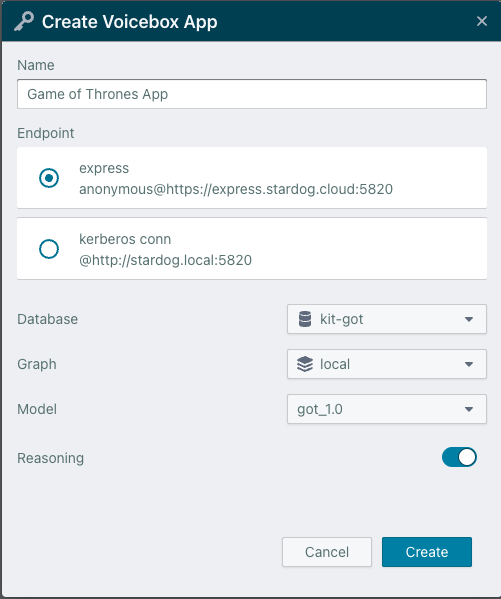 Create Voicebox App
Name
Game of Thrones App
Endpoint
express
anonymous@https://express.stardog.cloud:5820
kerberos conn
@http://stardog.local:5820
Database kit-got
Graph local
Model got_1.0
Reasoning
Cancel Create